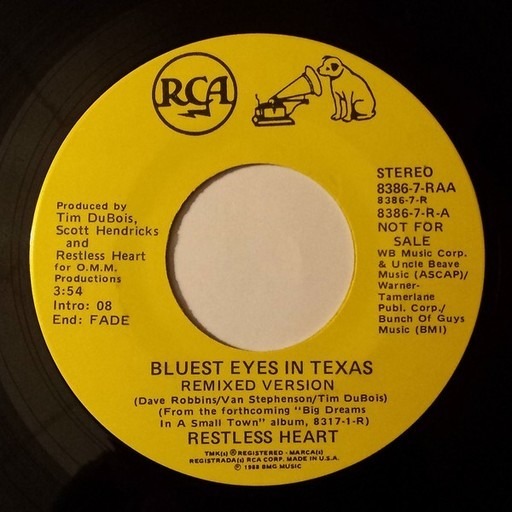 RCA
STEREO
8386-7-RAA
8386-7-R
8386-7-R-A
NOT FOR
SALE
WB Music Corp.
& Uncle Beave
Music (ASCAP)/
Warner-
Tamerlane
Publ. Corp./
Bunch Of Guys
Music (BMI)
Produced by
Tim DuBois,
Scott Hendricks
and
Restless Heart
for O.M.M.
Productions
3:54
Intro: 08
End: FADE
BLUEST EYES IN TEXAS
REMIXED VERSION
(Dave Robbins/Van Stephenson/Tim DuBois)
(From the forthcoming "Big Dreams
In A Small Town" album, 8317-1-R)
RESTLESS HEART
TMK(s) ® REGISTERED · MARCA(s)
REGISTRADA(s) RCA CORP. MADE IN U.S.A.
℗ 1988 BMG MUSIC